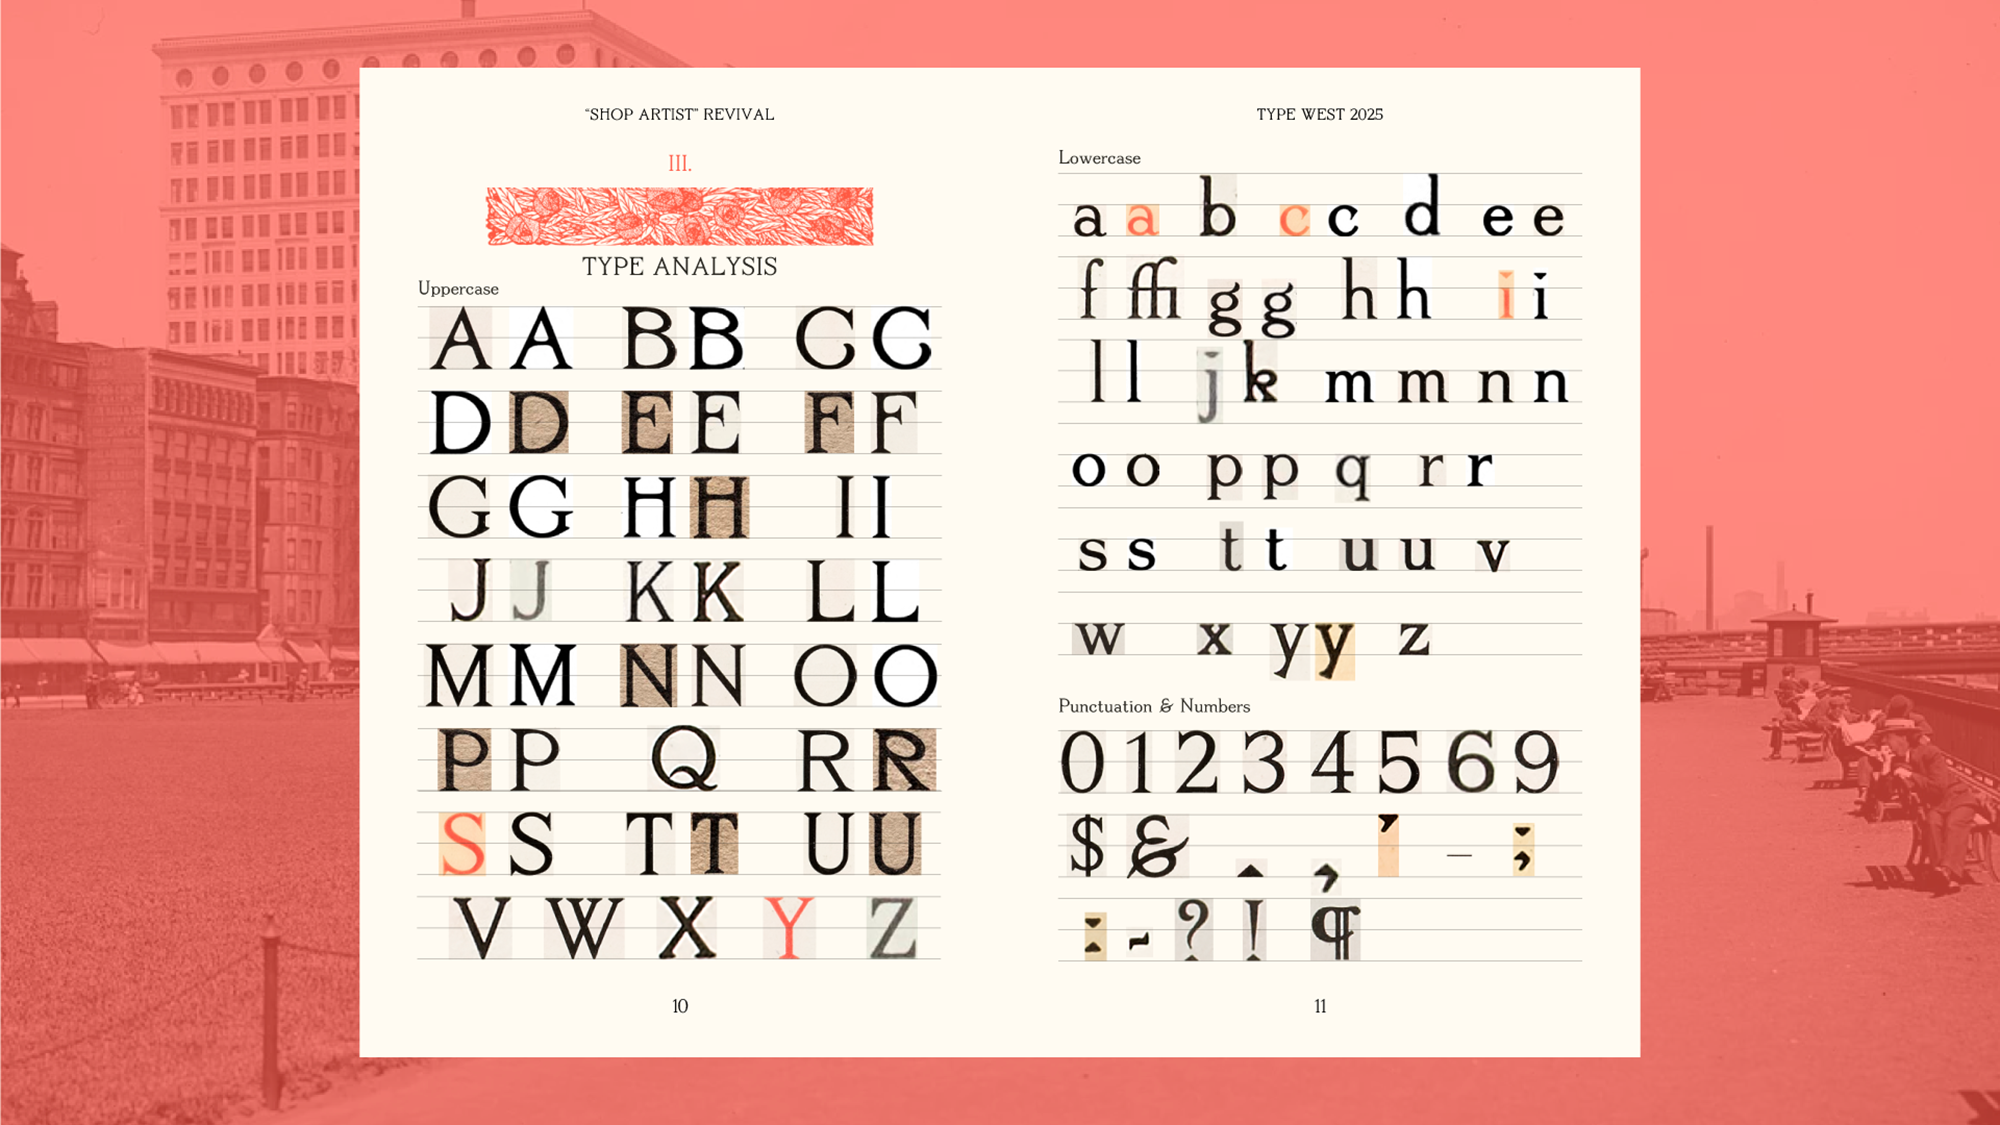 “SHOP ARTIST” REVIVAL
III.
TYPE ANALYSIS
Uppercase
A A B B C C
D D E E F F
G G H H I I
J J K K L L
M M N N O O
P P Q R R
S S T T U U
V W X Y Z
10
TYPE WEST 2025
Lowercase
a a b c c d e e
f ffi g g h h i i
l l j k m m n n
o o p p q r r
s s t t u u v
w x y y z
Punctuation & Numbers
0 1 2 3 4 5 6 9
$ & . , ’ – ;
: - ? ! ¶
11